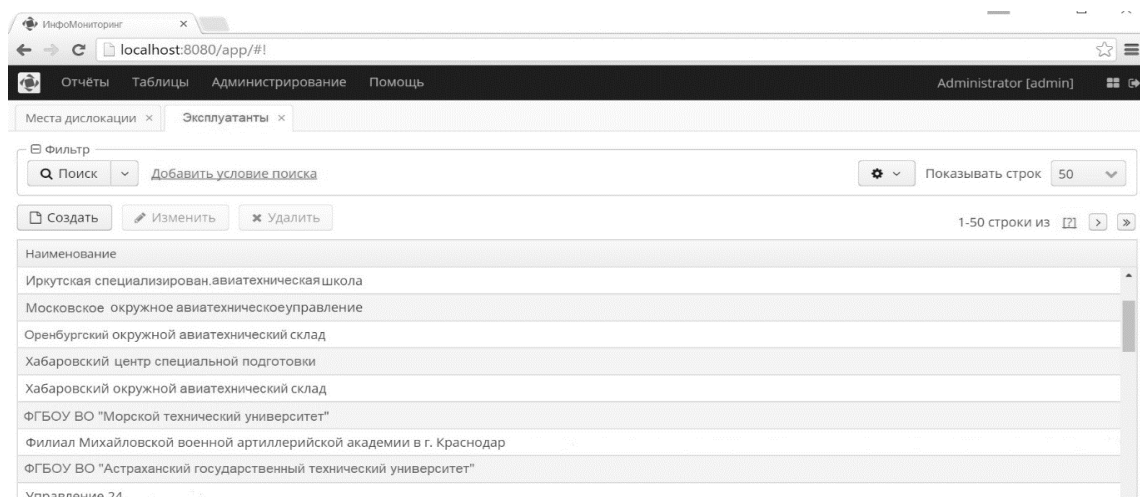 ИнфоМониторинг
localhost:8080/app/#!
Отчёты Таблицы Администрирование Помощь Administrator [admin]
Места дислокации × Эксплуатанты ×
Фильтр
Поиск Добавить условие поиска Показывать строк 50
Создать Изменить Удалить 1-50 строки из [?]
Наименование
Иркутская специализирован.авиатехническая школа
Московское окружное авиатехническое управление
Оренбургский окружной авиатехнический склад
Хабаровский центр специальной подготовки
Хабаровский окружной авиатехнический склад
ФГБОУ ВО "Морской технический университет"
Филиал Михайловской военной артиллерийской академии в г. Краснодар
ФГБОУ ВО "Астраханский государственный технический университет"
Управление 24